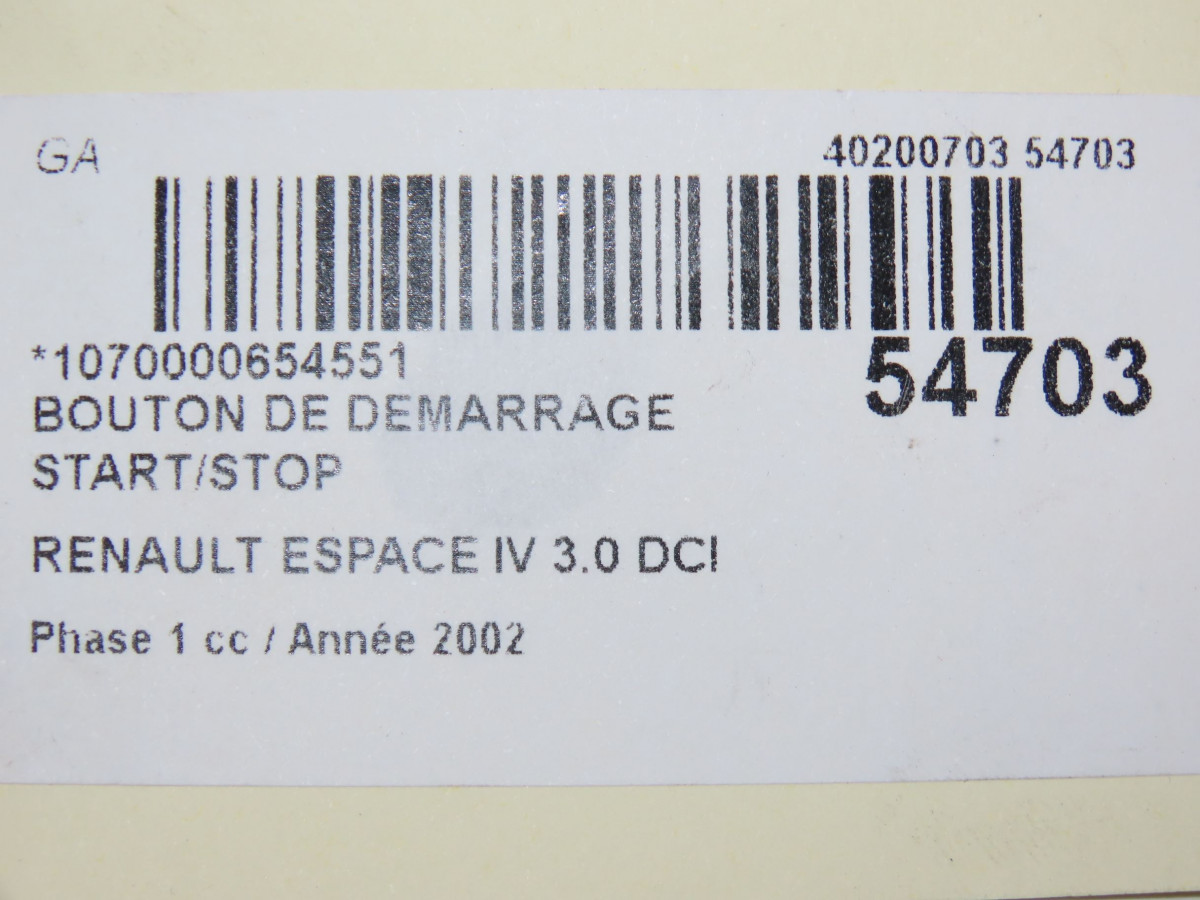 GA
40200703 54703
*1070000654551
54703
BOUTON DE DEMARRAGE
START/STOP
RENAULT ESPACE IV 3.0 DCI
Phase 1 cc / Année 2002